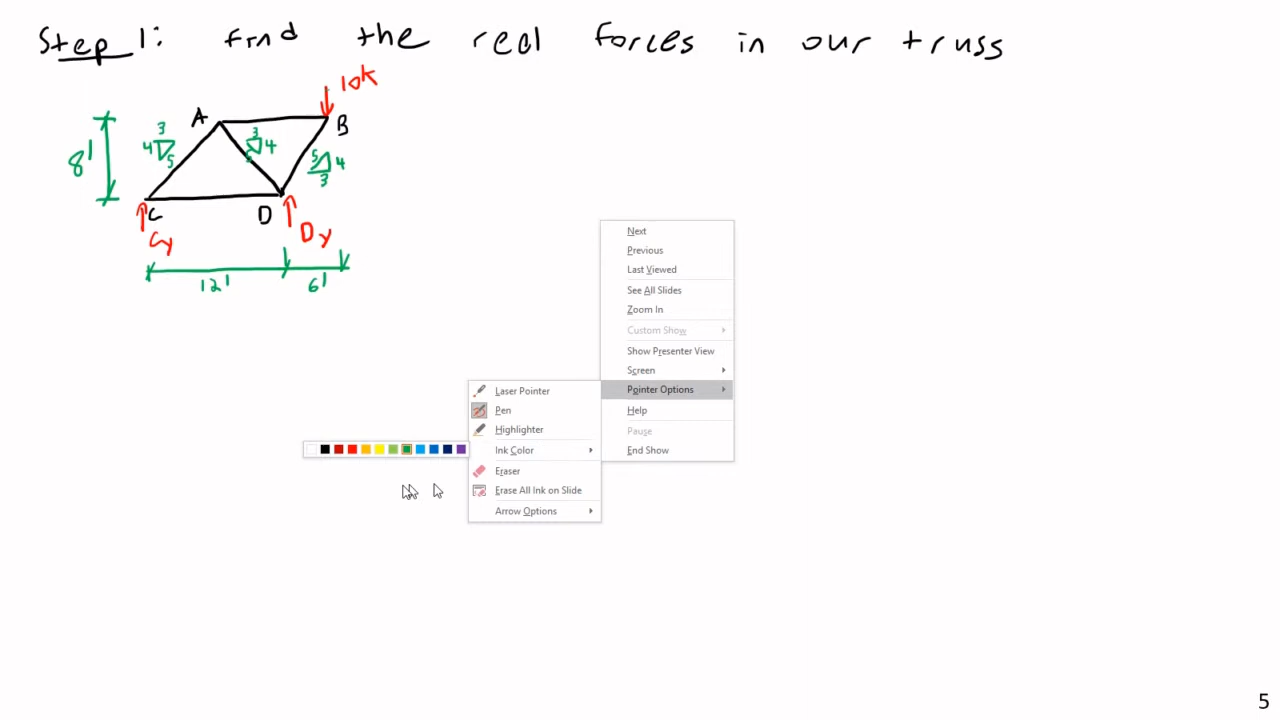 Step 1: find the real forces in our truss
10k
A
B
3
4
5
3
4
5
5
4
3
8'
C
D
Cy
Dy
12'
6'
Next
Previous
Last Viewed
See All Slides
Zoom In
Custom Show
Show Presenter View
Screen
Pointer Options
Help
Pause
End Show
Laser Pointer
Pen
Highlighter
Ink Color
Eraser
Erase All Ink on Slide
Arrow Options
5